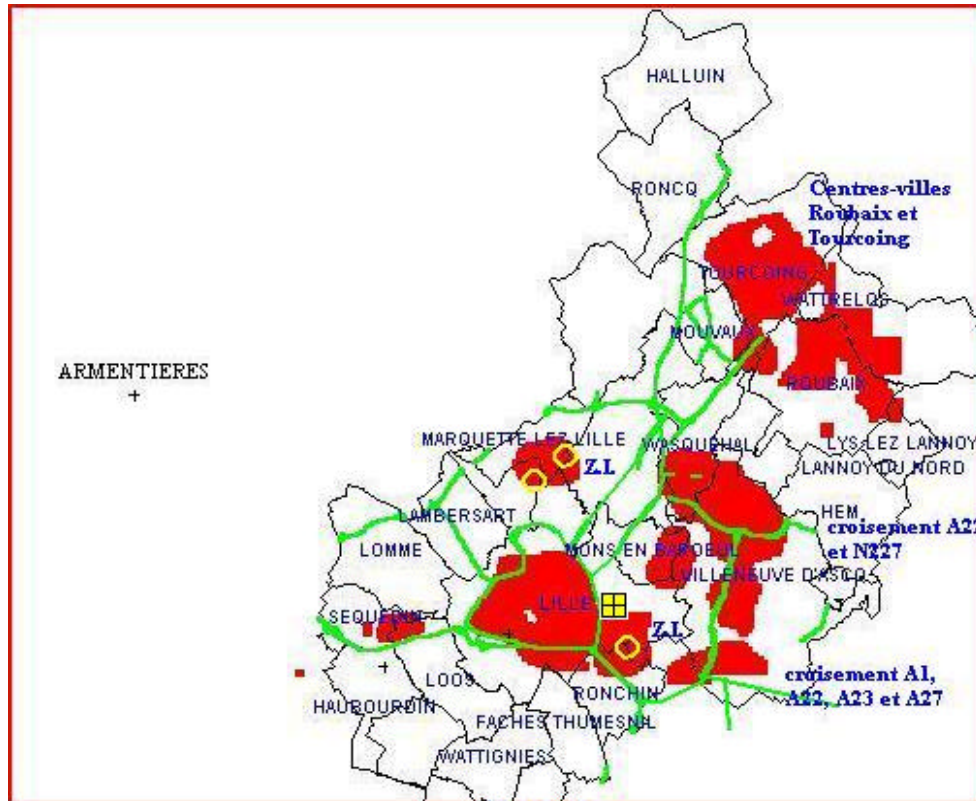 HALLUIN
RONCQ
Centres-villes
Roubaix et
Tourcoing
TOURCOING
WATTRELOS
MOUVAUX
ARMENTIERES
ROUBAIX
MARQUETTE LEZ LILLE
WASQUEHAL
LYS-LEZ LANNOY
Z.I.
LANNOY DU NORD
LAMBERSART
HEM
croisement A22
et N227
LOMME
MONS EN BAROEUL
VILLENEUVE D'ASCQ
LILLE
SEQUEDIN
Z.I.
LOOS
RONCHIN
croisement A1,
A22, A23 et A27
HAUBOURDIN
FACHES THUMESNIL
WATTIGNIES